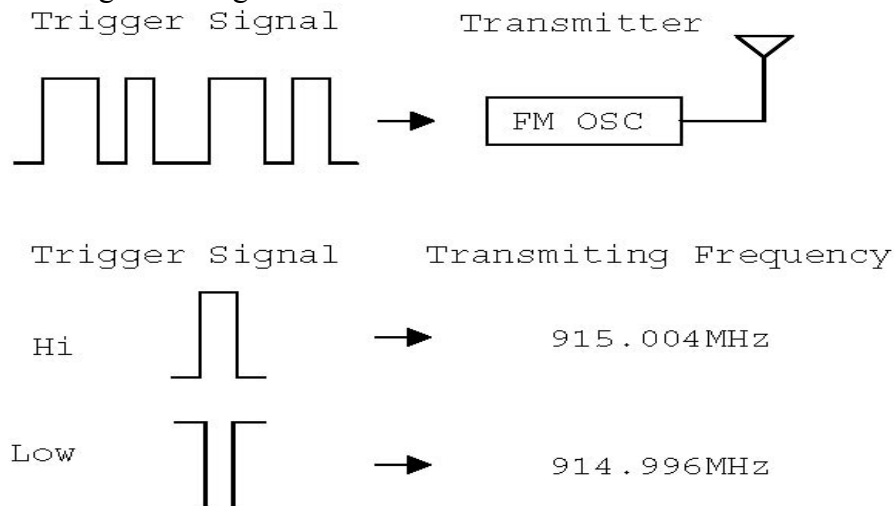 Trigger Signal Transmitter
FM OSC
Trigger Signal Transmiting Frequency
Hi 915.004MHz
Low 914.996MHz